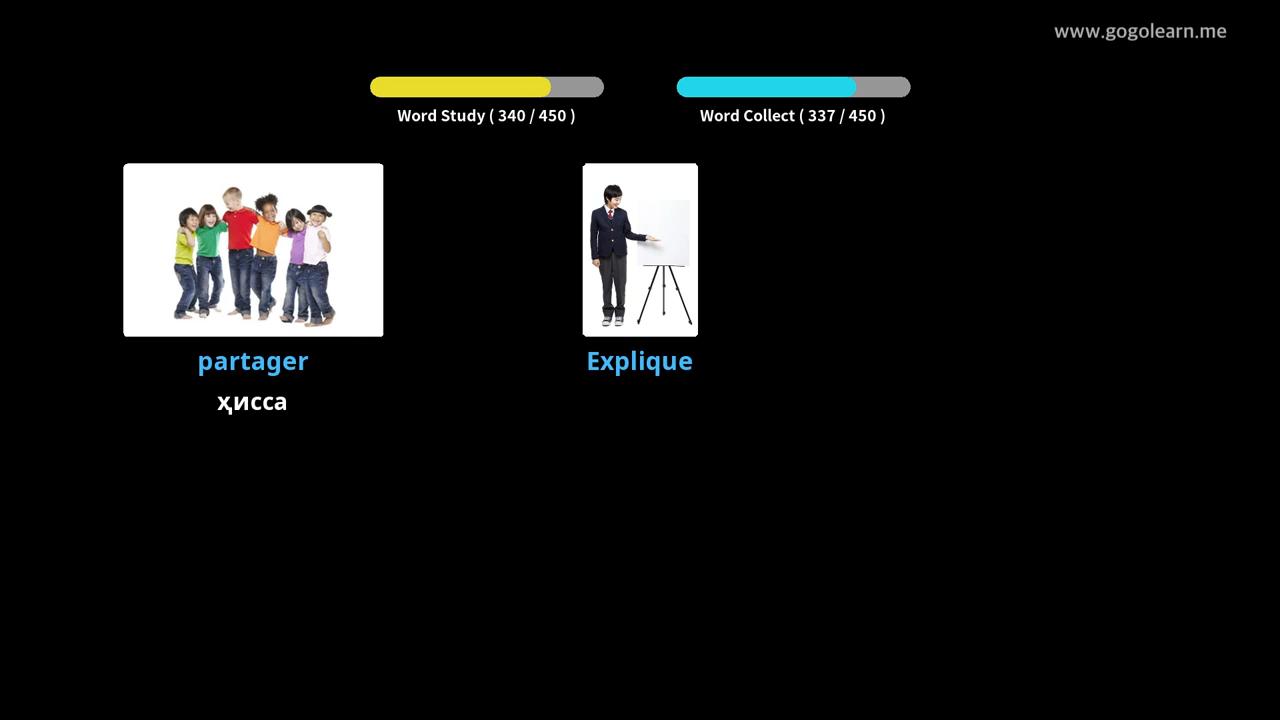 www.gogolearn.me
Word Study ( 340 / 450 )
Word Collect ( 337 / 450 )
partager
ҳисса
Explique